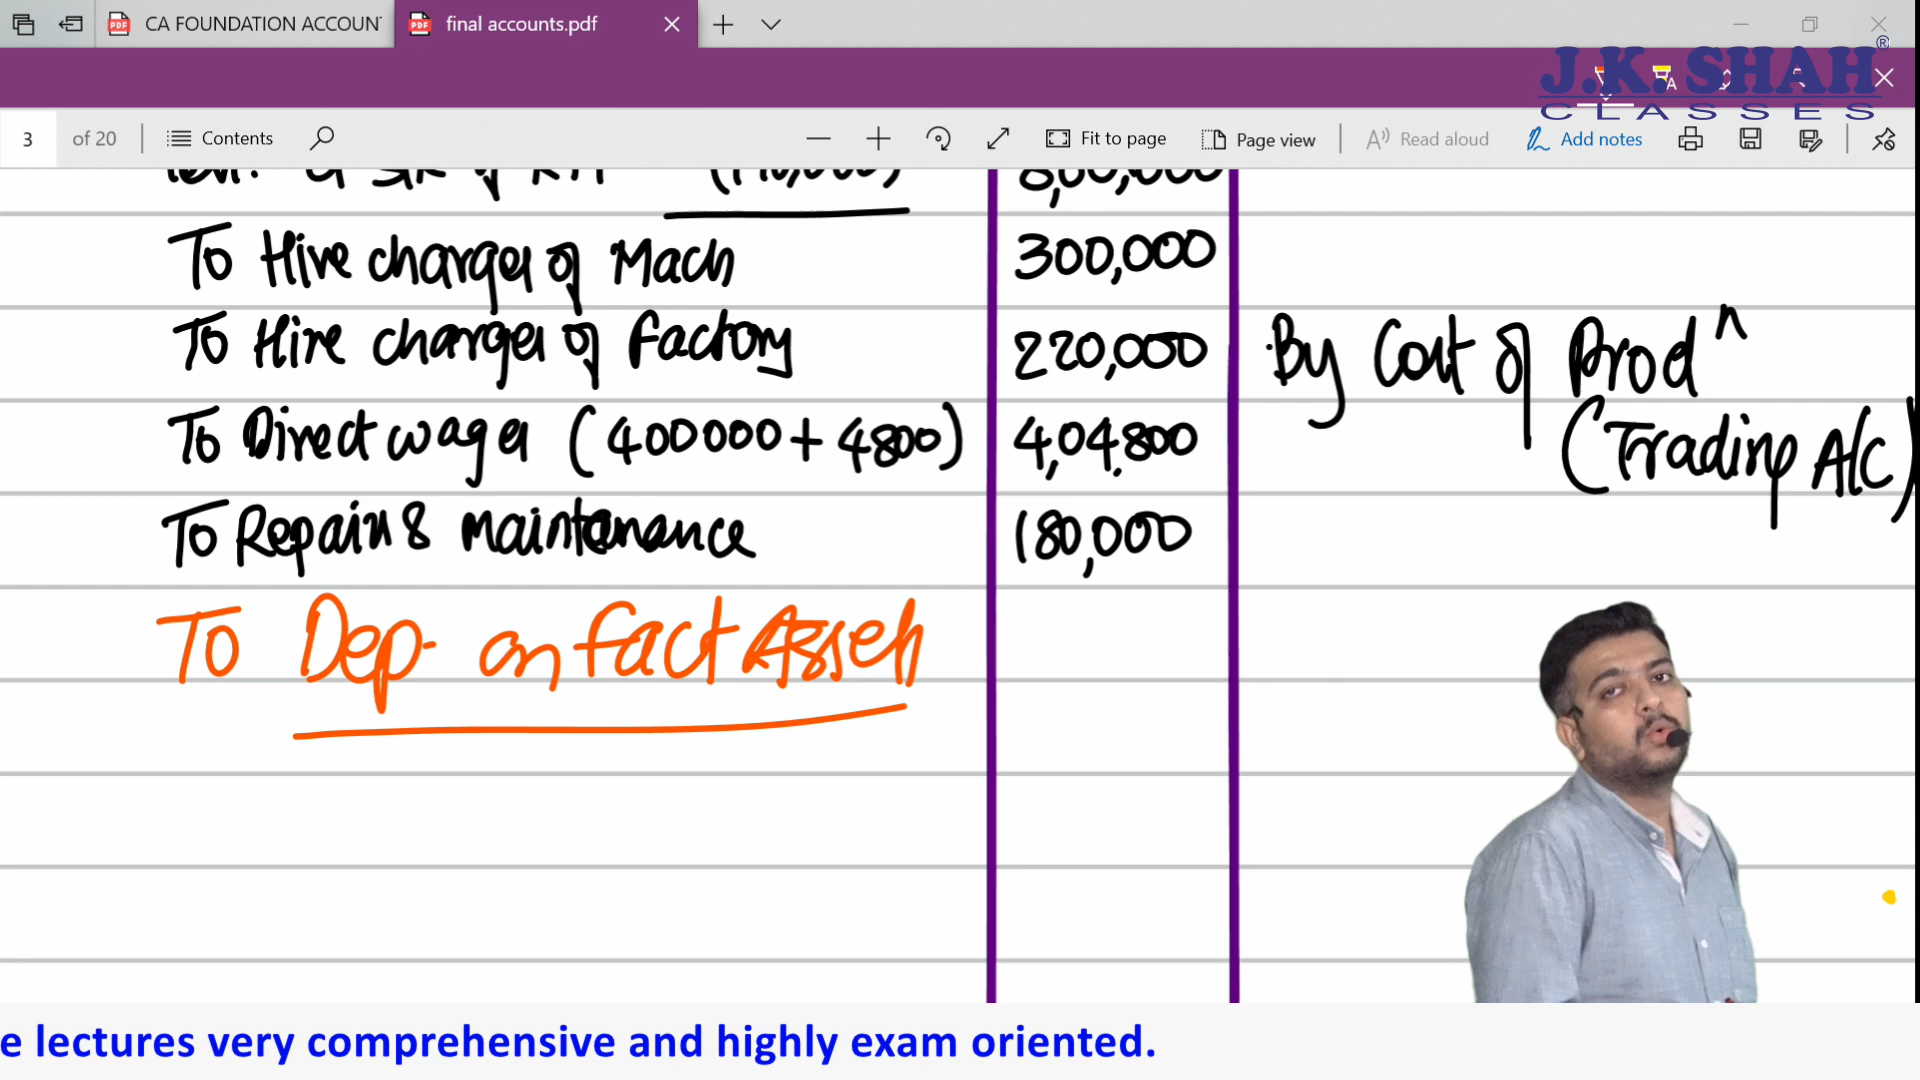 CA FOUNDATION ACCOUN
final accounts.pdf
J.K. SHAH®
CLASSES
3 of 20 Contents Fit to page Page view Read aloud Add notes
To Hire charges of Mach 300,000
To Hire charges of Factory 220,000 By Cost of Prodⁿ
To Direct wages (400000 + 4800) 4,04,800 (Trading A/c)
To Repairs maintenance 180,000
To Dep. on fact Assets
e lectures very comprehensive and highly exam oriented.